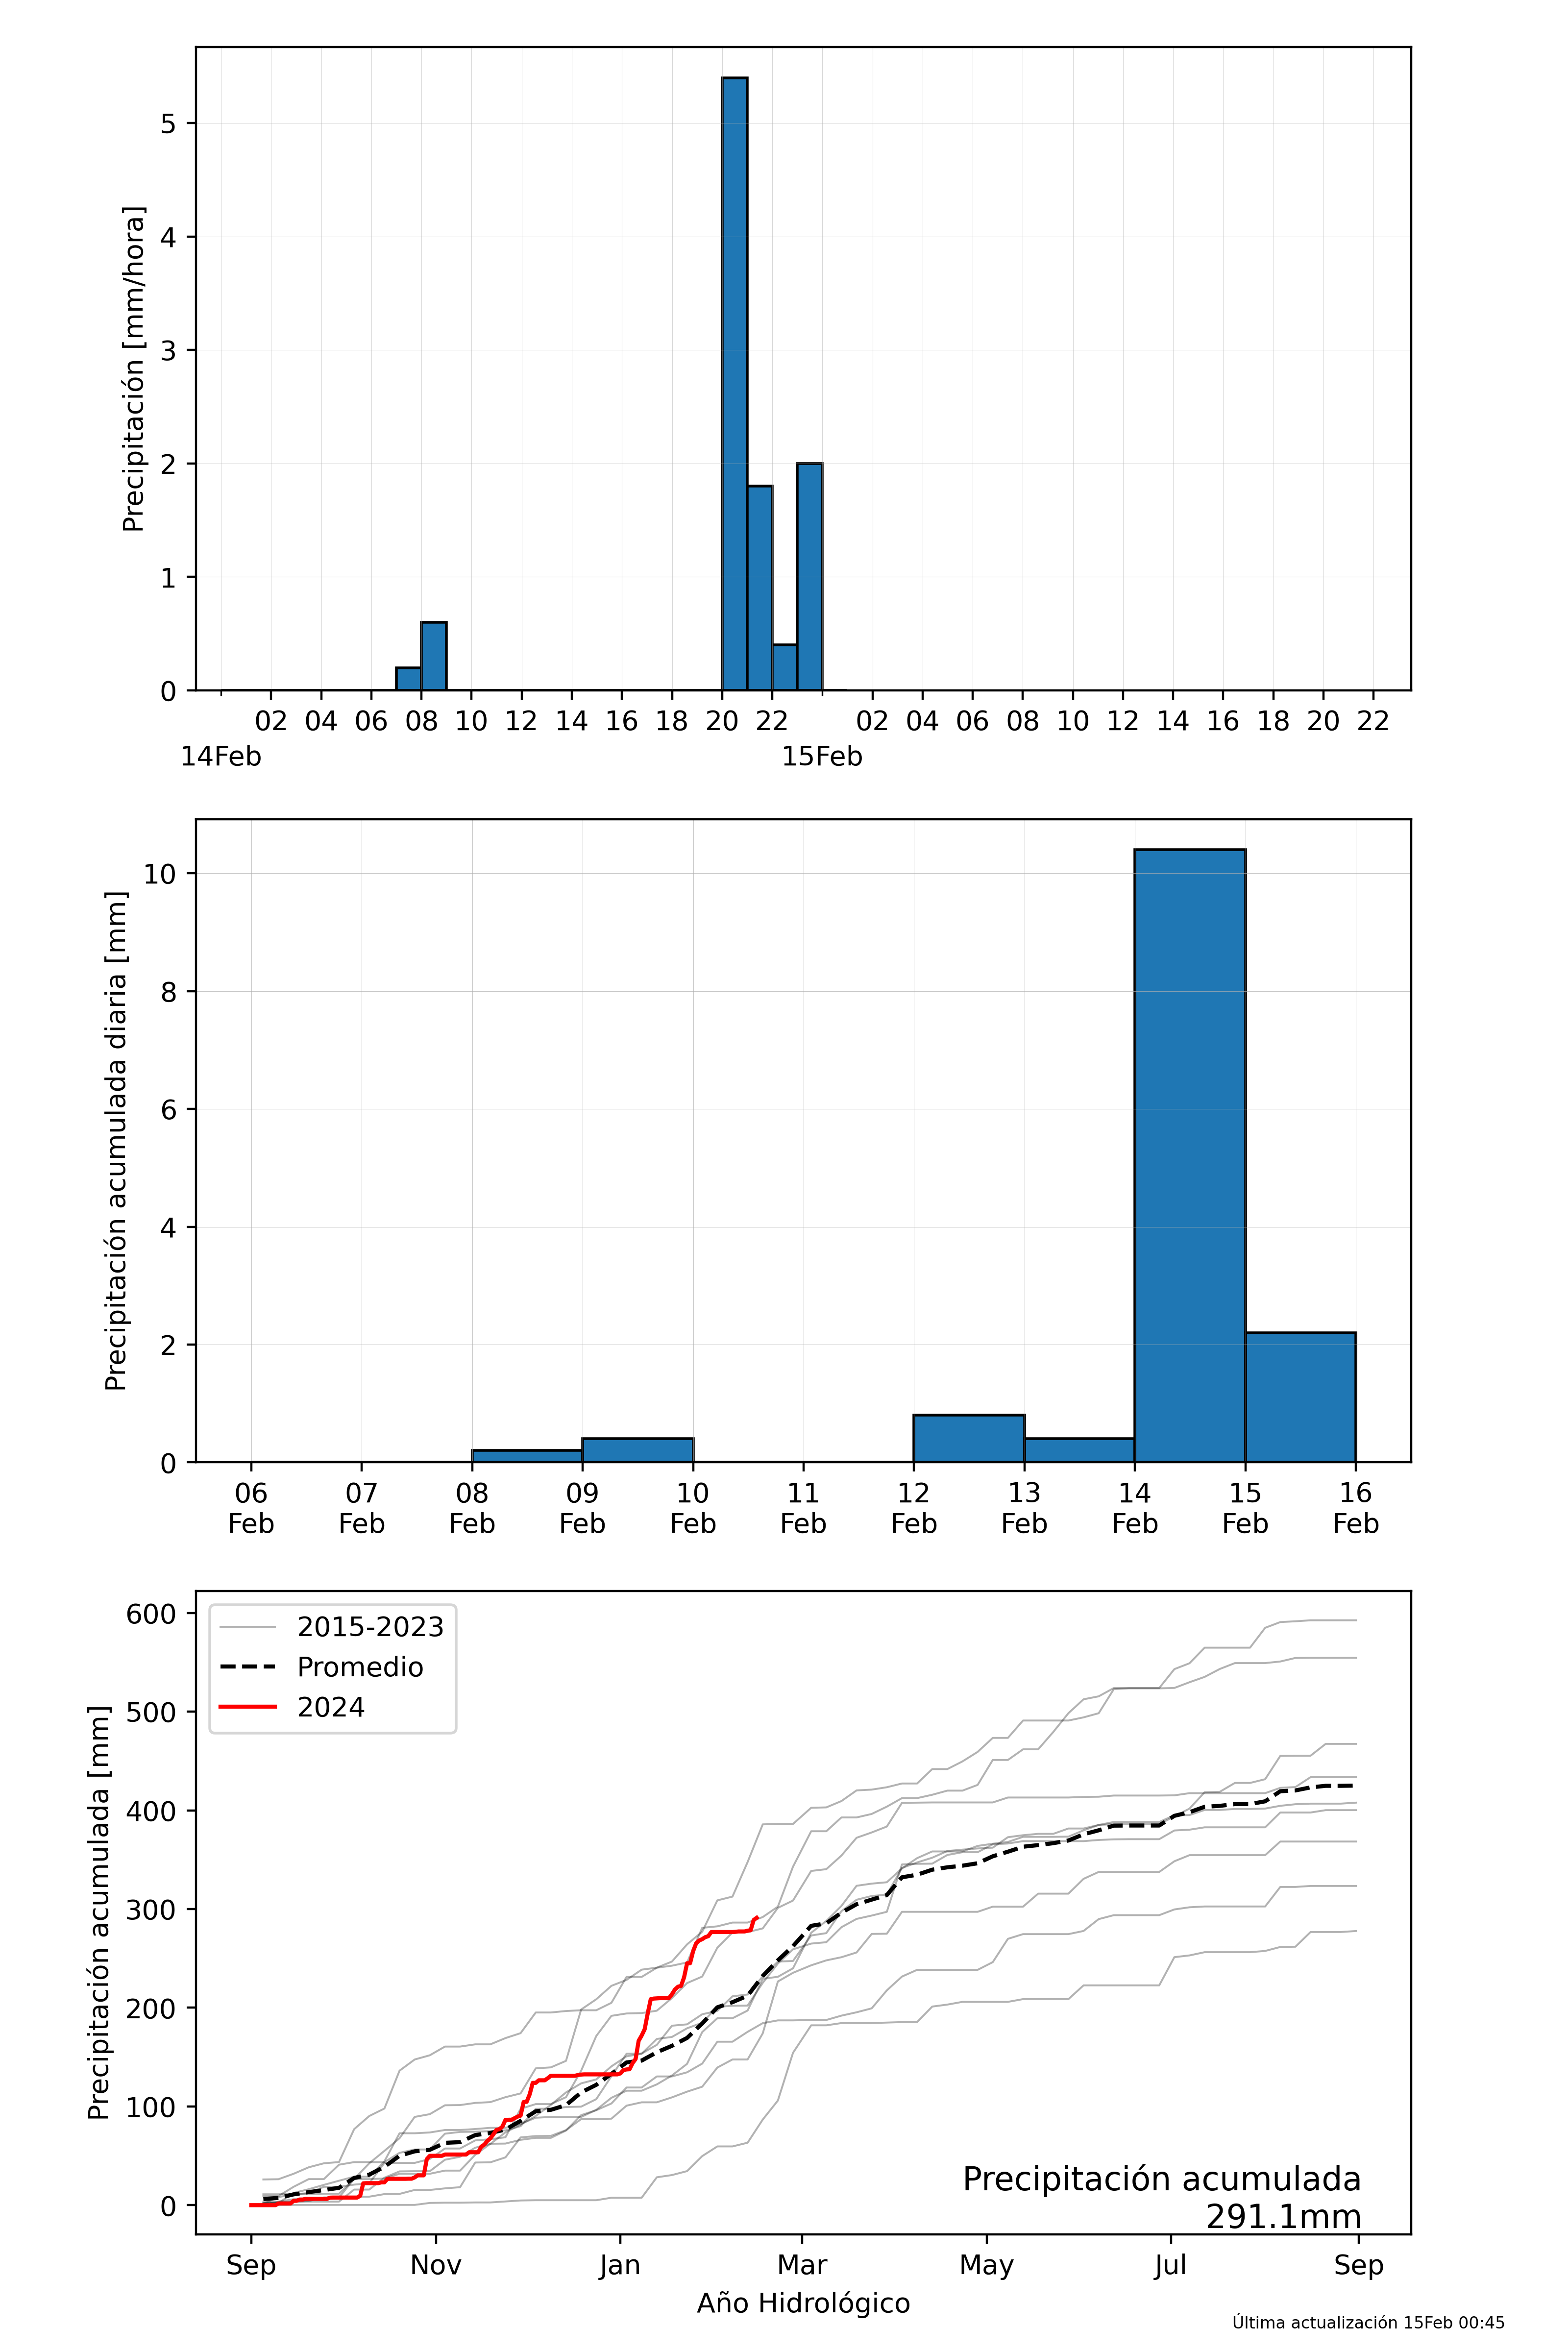 Precipitación [mm/hora]
5
4
3
2
1
0
02 04 06 08 10 12 14 16 18 20 22 02 04 06 08 10 12 14 16 18 20 22
14Feb 15Feb
Precipitación acumulada diaria [mm]
10
8
6
4
2
0
06 07 08 09 10 11 12 13 14 15 16
Feb Feb Feb Feb Feb Feb Feb Feb Feb Feb Feb
Precipitación acumulada [mm]
600
500
400
300
200
100
0
2015-2023
Promedio
2024
Precipitación acumulada
291.1mm
Sep Nov Jan Mar May Jul Sep
Año Hidrológico
Última actualización 15Feb 00:45